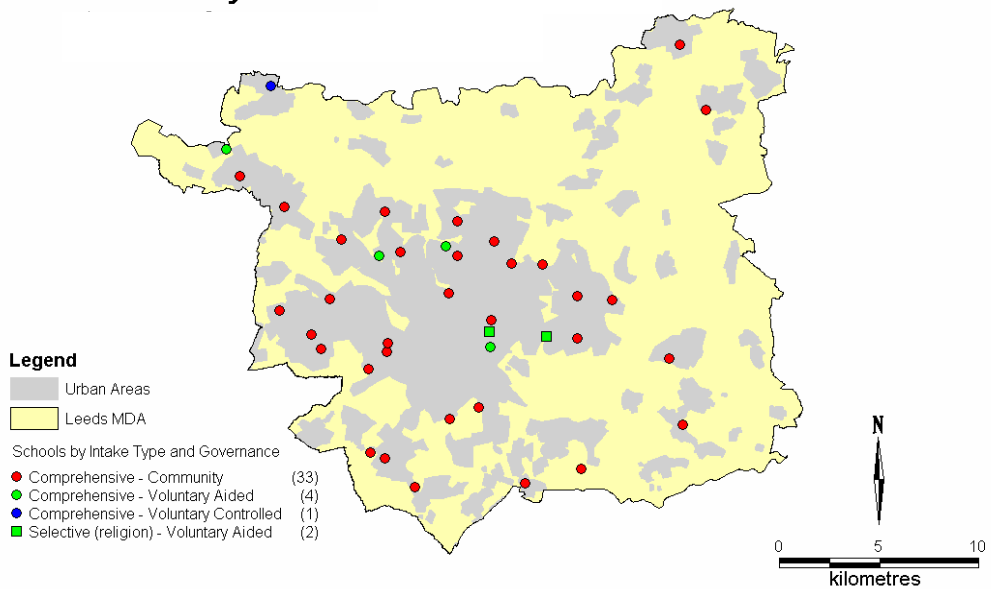 Legend
Urban Areas
Leeds MDA
Schools by Intake Type and Governance
Comprehensive - Community (33)
Comprehensive - Voluntary Aided (4)
Comprehensive - Voluntary Controlled (1)
Selective (religion) - Voluntary Aided (2)
N
0 5 10
kilometres